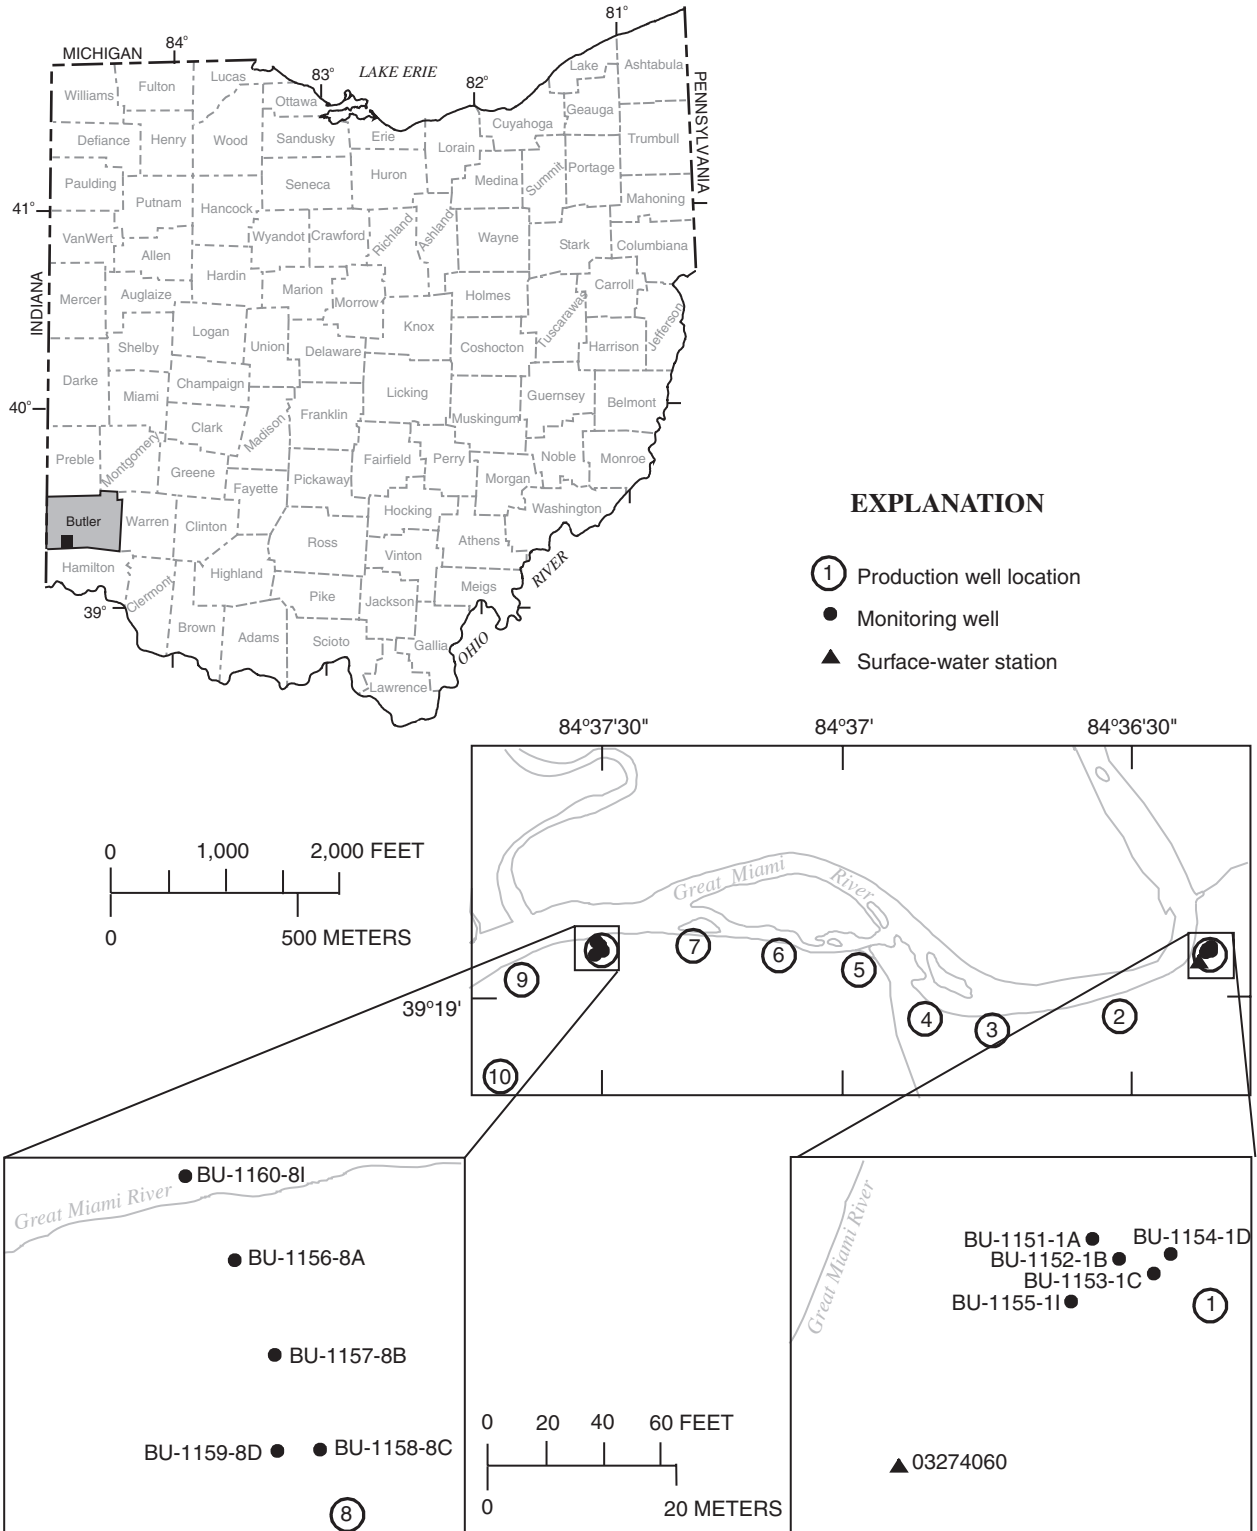 81°
MICHIGAN
84°
83°
LAKE ERIE
82°
PENNSYLVANIA
Williams
Fulton
Lucas
Ottawa
Lake
Ashtabula
Geauga
Cuyahoga
Defiance
Henry
Wood
Sandusky
Erie
Lorain
Trumbull
Paulding
Seneca
Huron
Medina
Summit
Portage
Putnam
Hancock
Mahoning
41°
VanWert
Allen
Wyandot
Crawford
Richland
Ashland
Wayne
Stark
Columbiana
Hardin
INDIANA
Mercer
Auglaize
Marion
Morrow
Holmes
Tuscarawas
Carroll
Jefferson
Logan
Knox
Shelby
Union
Delaware
Coshocton
Harrison
Darke
Champaign
Miami
Licking
Guernsey
Belmont
40°
Clark
Madison
Franklin
Muskingum
Preble
Montgomery
Greene
Fairfield
Perry
Noble
Monroe
Fayette
Pickaway
Morgan
Washington
Butler
Warren
Clinton
Hocking
Ross
Athens
Vinton
Hamilton
Highland
Meigs
Clermont
Pike
Jackson
39°
Brown
Adams
Scioto
Gallia
Lawrence
OHIO
RIVER
EXPLANATION
1 Production well location
Monitoring well
Surface-water station
84°37'30"
84°37'
84°36'30"
0 1,000 2,000 FEET
0 500 METERS
Great Miami
River
7
6
5
9
39°19'
4
3
2
10
BU-1160-8I
Great Miami River
BU-1156-8A
BU-1157-8B
BU-1159-8D
BU-1158-8C
8
0 20 40 60 FEET
0 20 METERS
Great Miami River
BU-1151-1A
BU-1154-1D
BU-1152-1B
BU-1153-1C
BU-1155-1I
1
03274060